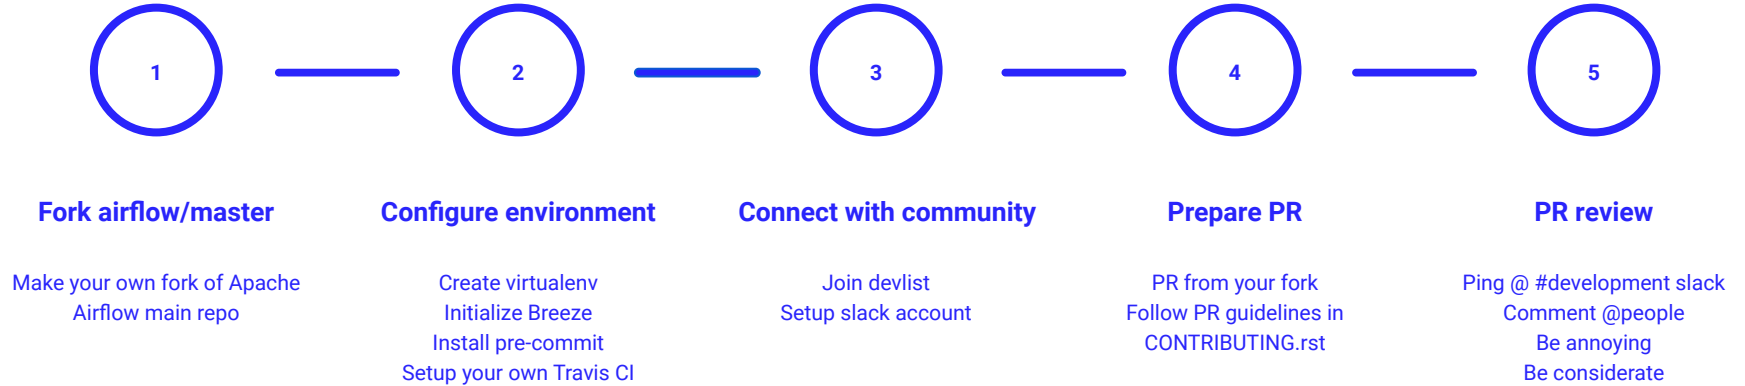 1
2
3
4
5
Fork airflow/master
Make your own fork of Apache
Airflow main repo
Configure environment
Create virtualenv
Initialize Breeze
Install pre-commit
Setup your own Travis CI
Connect with community
Join devlist
Setup slack account
Prepare PR
PR from your fork
Follow PR guidelines in
CONTRIBUTING.rst
PR review
Ping @ #development slack
Comment @people
Be annoying
Be considerate